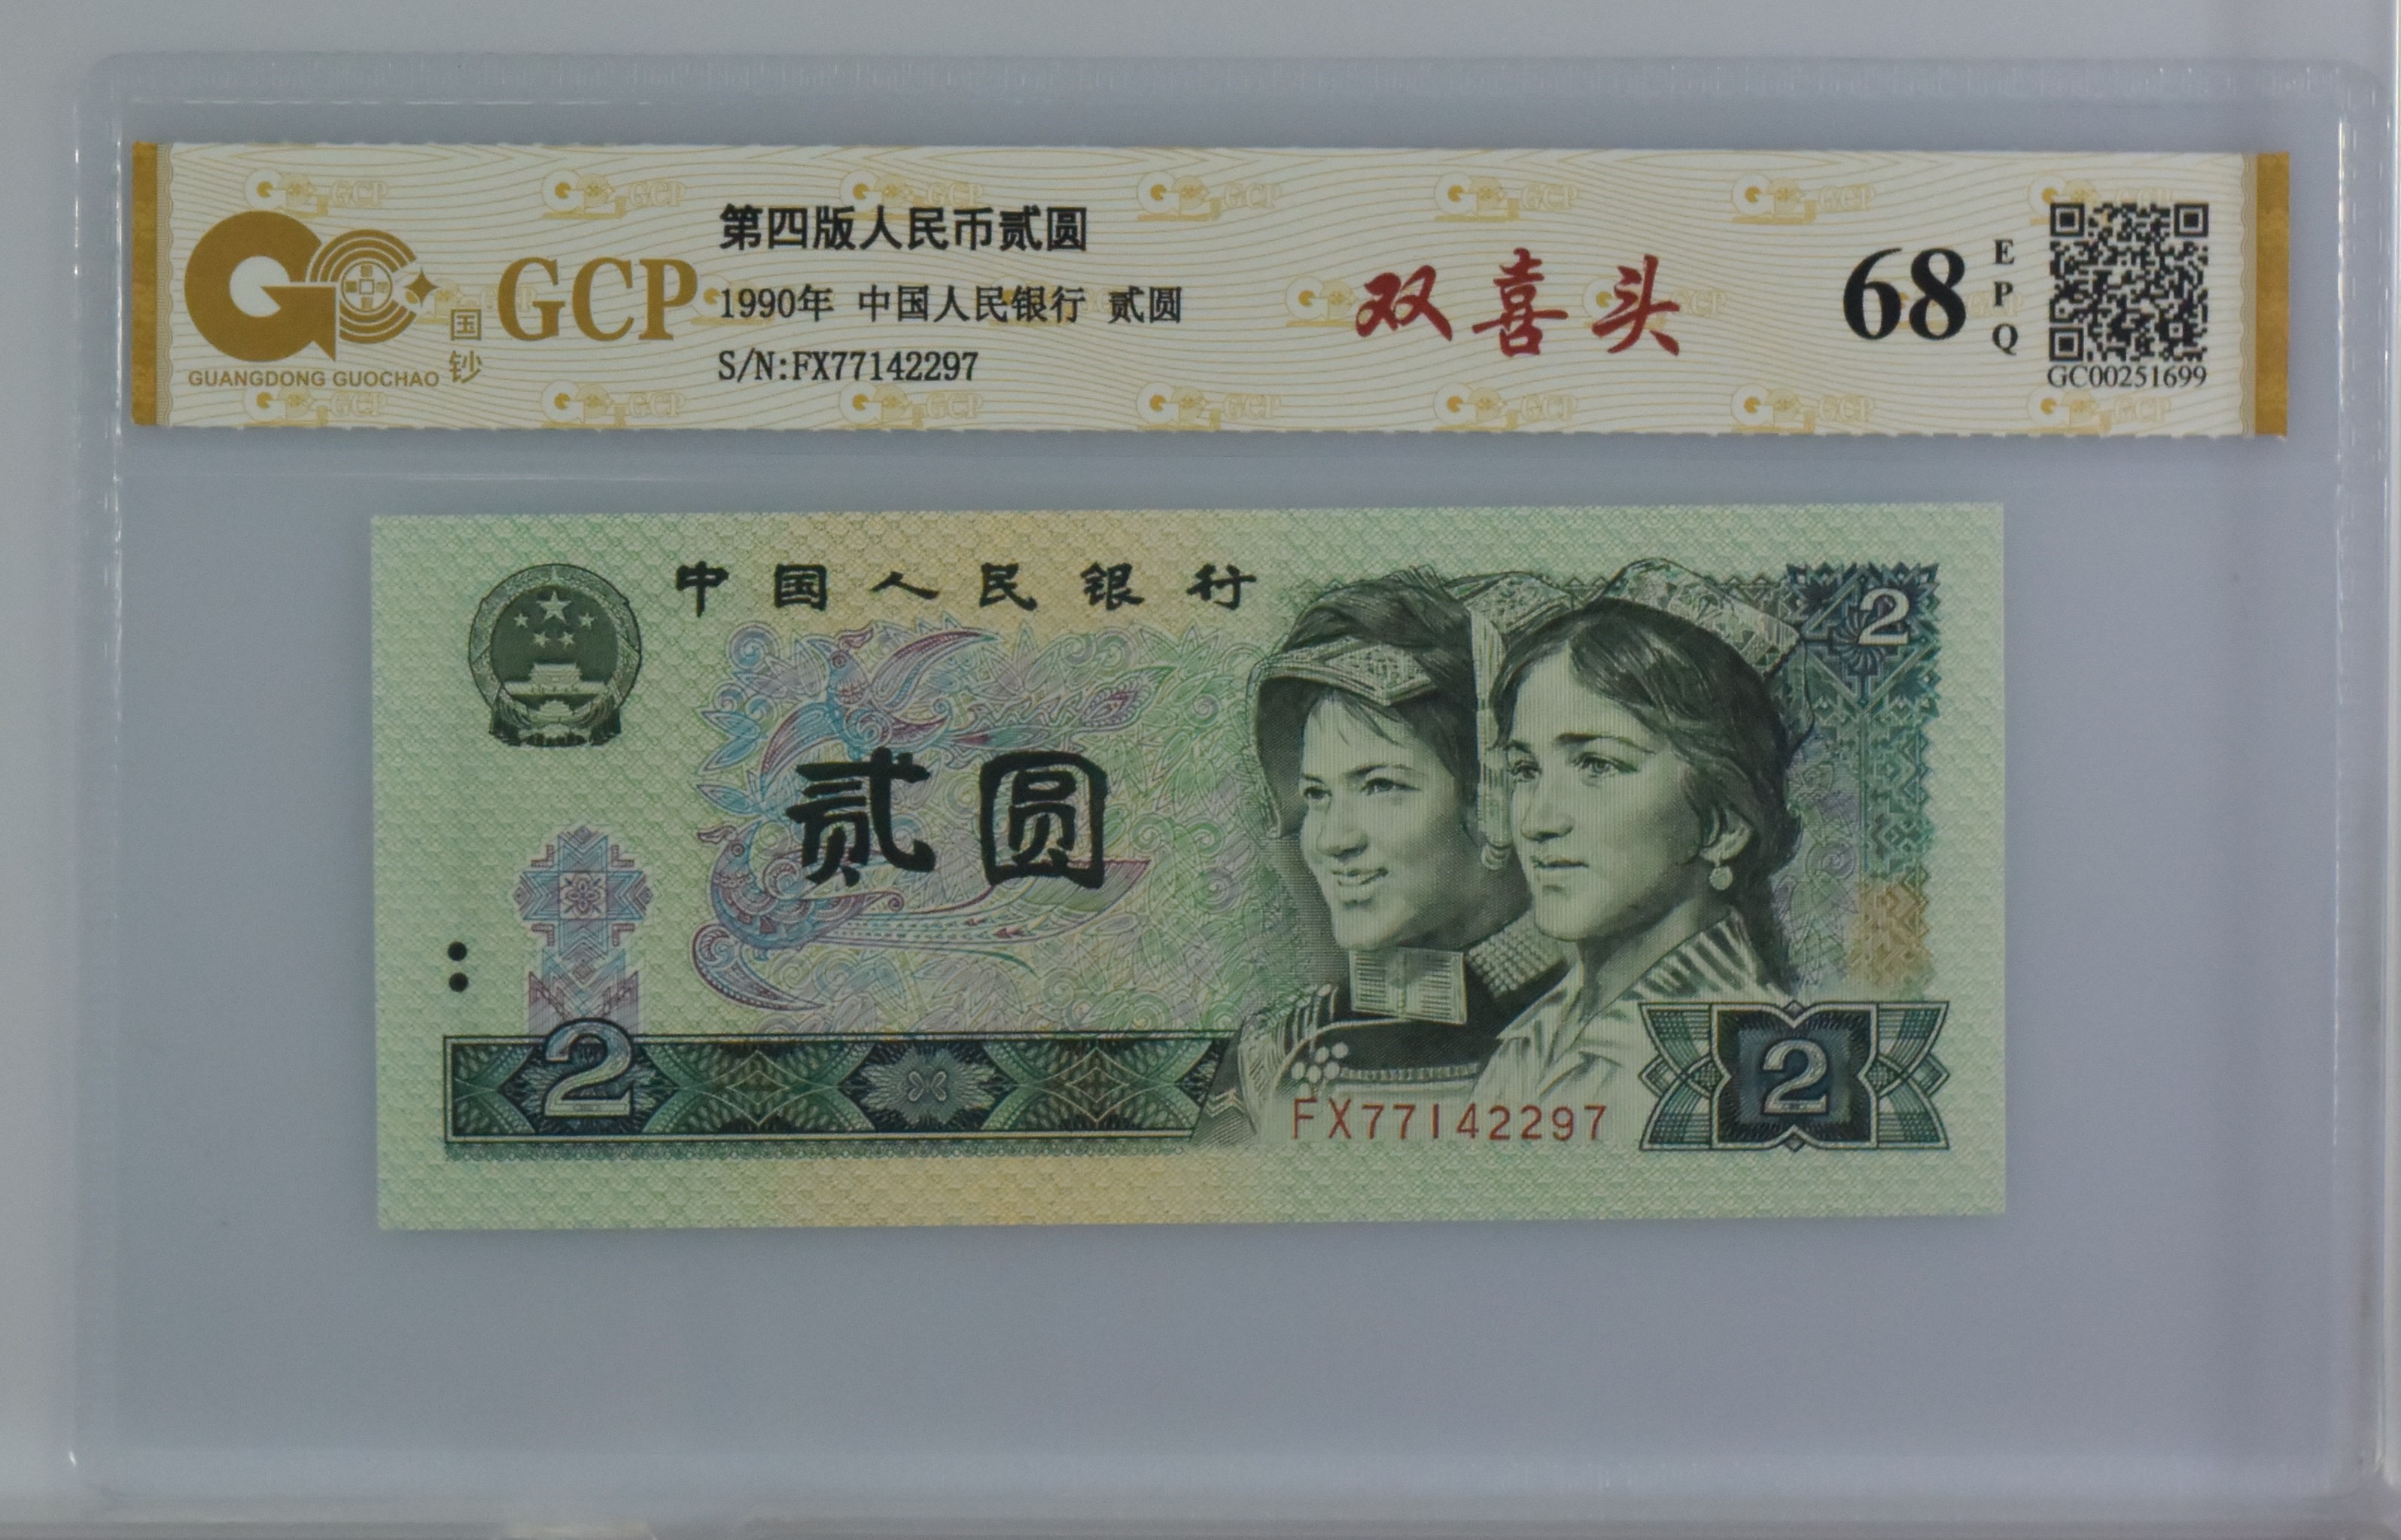 国钞
GCP
GUANGDONG GUOCHAO
第四版人民币贰圆
1990年 中国人民银行 贰圆
S/N:FX77142297
双喜头
68
EPQ
GC00251699
中国人民银行
2
贰圆
2
FX77142297
2